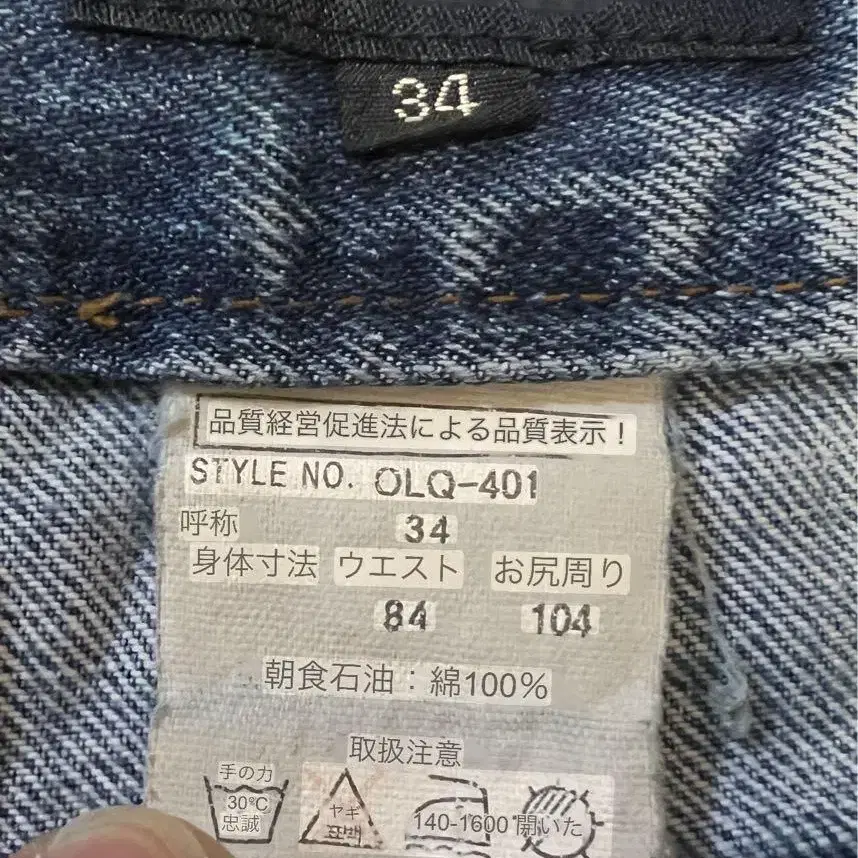 34
品質経営促進法による品質表示!
STYLE NO. OLQ-401
呼称 34
身体寸法 ウエスト お尻周り
84 104
朝食石油:綿100%
取扱注意
手の力
30℃
忠誠
ヤギ
표백
140-1600 開いた